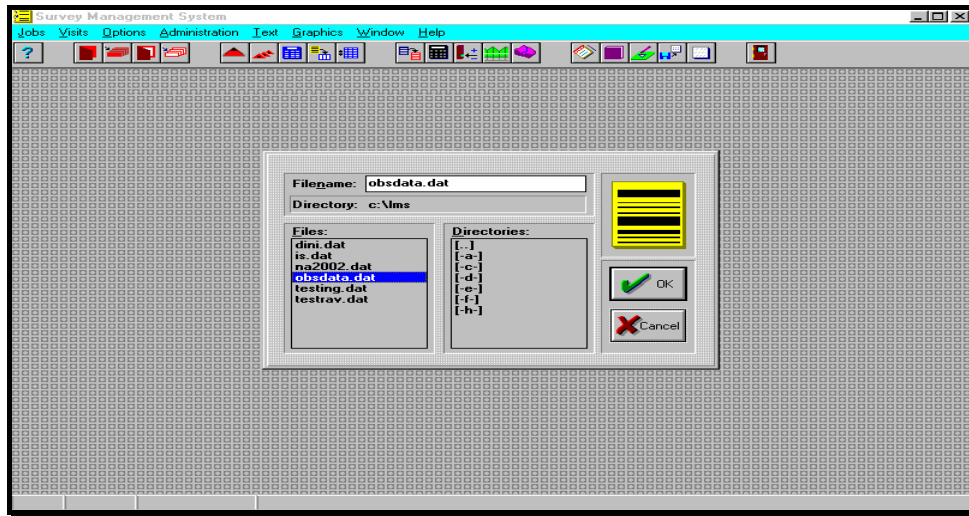 Survey Management System
Jobs Visits Options Administration Text Graphics Window Help
?
Filename: obsdata.dat
Directory: c:\lms
Files:
dini.dat
is.dat
na2002.dat
obsdata.dat
testing.dat
testrav.dat
Directories:
[..]
[-a-]
[-c-]
[-d-]
[-e-]
[-f-]
[-h-]
OK
Cancel